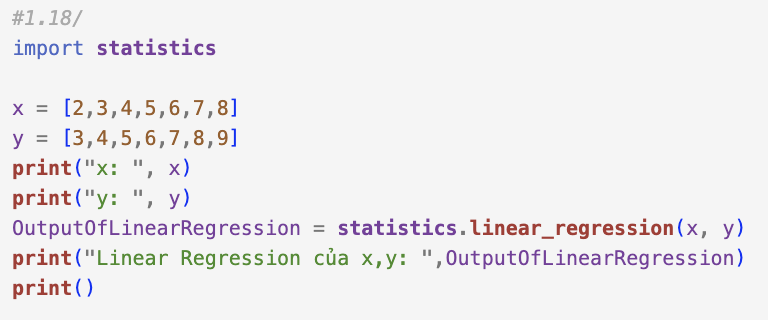 #1.18/
import statistics
x = [2,3,4,5,6,7,8]
y = [3,4,5,6,7,8,9]
print("x: ", x)
print("y: ", y)
OutputOfLinearRegression = statistics.linear_regression(x, y)
print("Linear Regression của x,y: ",OutputOfLinearRegression)
print()